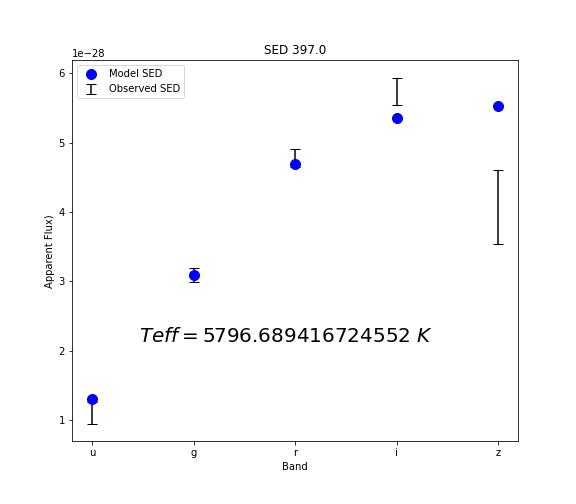 SED 397.0
1e−28
Model SED
Observed SED
6
5
4
3
2
1
Apparent Flux)
Teff = 5796.689416724552 K
u g r i z
Band